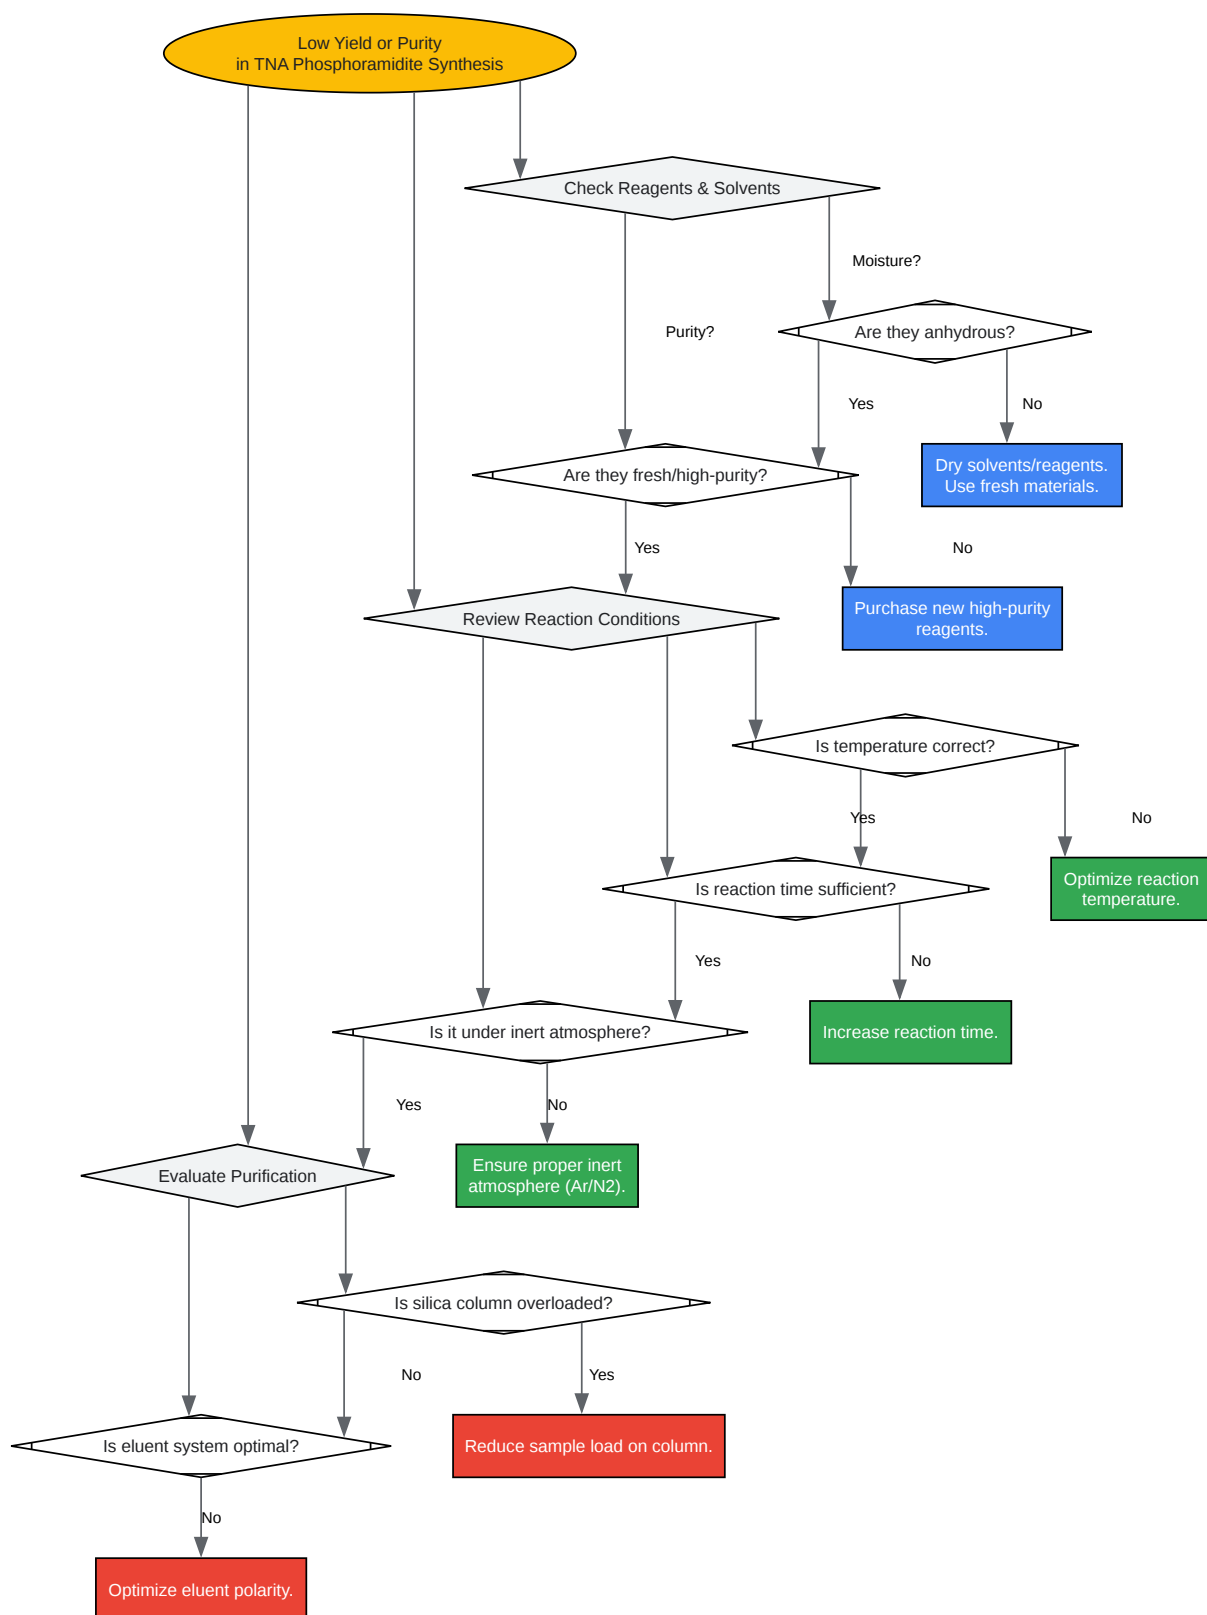 Low Yield or Purity
in TNA Phosphoramidite Synthesis
Check Reagents & Solvents
Moisture?
Purity?
Are they anhydrous?
Yes
No
Are they fresh/high-purity?
Dry solvents/reagents.
Use fresh materials.
Yes
No
Review Reaction Conditions
Purchase new high-purity
reagents.
Is temperature correct?
Yes
No
Is reaction time sufficient?
Optimize reaction
temperature.
Yes
No
Is it under inert atmosphere?
Increase reaction time.
Yes
No
Evaluate Purification
Ensure proper inert
atmosphere (Ar/N2).
Is silica column overloaded?
No
Yes
Is eluent system optimal?
Reduce sample load on column.
No
Optimize eluent polarity.